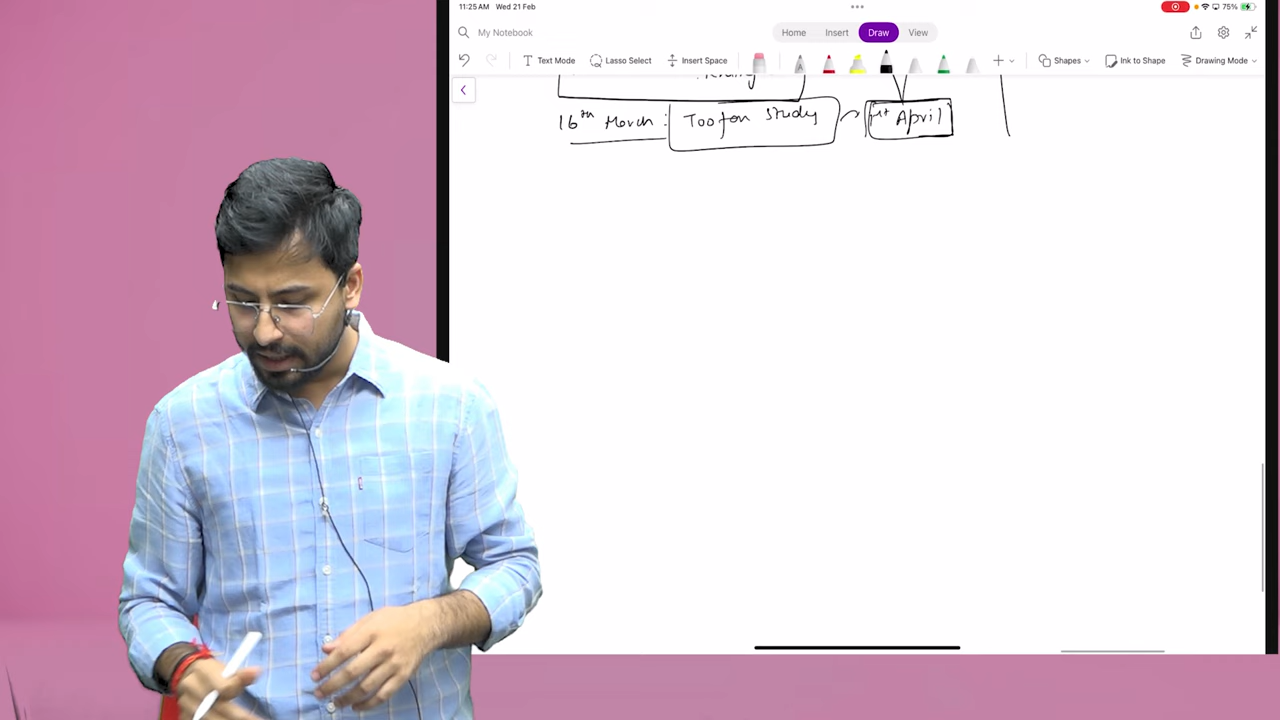 11:25 AM Wed 21 Feb
75%
My Notebook
Home Insert Draw View
Text Mode Lasso Select Insert Space Shapes Ink to Shape Drawing Mode
16th March : Toofan Study 1st April